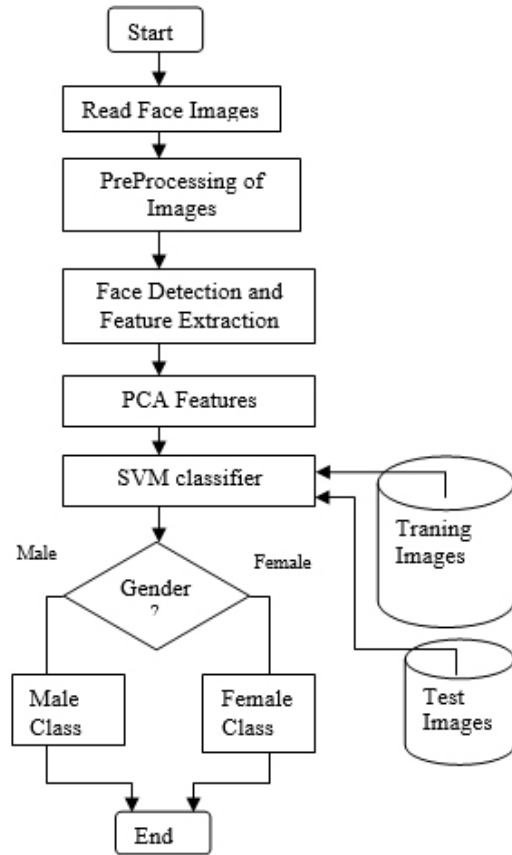 Start
Read Face Images
PreProcessing of
Images
Face Detection and
Feature Extraction
PCA Features
SVM classifier
Traning
Images
Male
Female
Gender
?
Male
Class
Female
Class
Test
Images
End